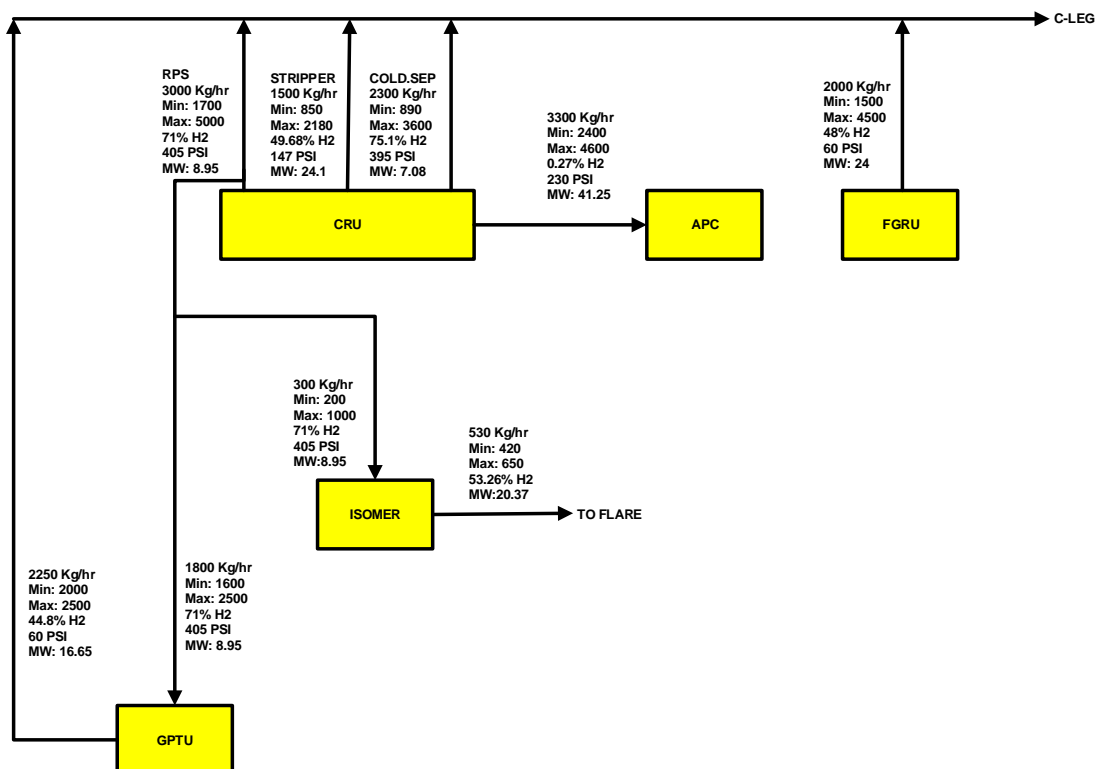 C-LEG
RPS
3000 Kg/hr
Min: 1700
Max: 5000
71% H2
405 PSI
MW: 8.95
STRIPPER
1500 Kg/hr
Min: 850
Max: 2180
49.68% H2
147 PSI
MW: 24.1
COLD.SEP
2300 Kg/hr
Min: 890
Max: 3600
75.1% H2
395 PSI
MW: 7.08
3300 Kg/hr
Min: 2400
Max: 4600
0.27% H2
230 PSI
MW: 41.25
2000 Kg/hr
Min: 1500
Max: 4500
48% H2
60 PSI
MW: 24
CRU
APC
FGRU
300 Kg/hr
Min: 200
Max: 1000
71% H2
405 PSI
MW:8.95
530 Kg/hr
Min: 420
Max: 650
53.26% H2
MW:20.37
ISOMER
TO FLARE
2250 Kg/hr
Min: 2000
Max: 2500
44.8% H2
60 PSI
MW: 16.65
1800 Kg/hr
Min: 1600
Max: 2500
71% H2
405 PSI
MW: 8.95
GPTU